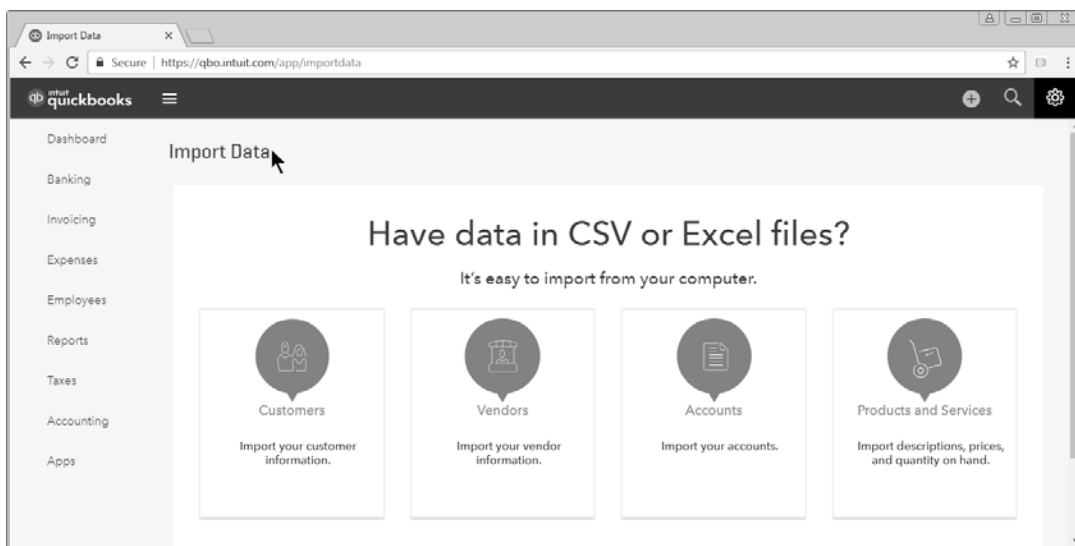 Import Data
Secure | https://qbo.intuit.com/app/importdata
qb intuit quickbooks
Import Data
Dashboard
Banking
Invoicing
Expenses
Employees
Reports
Taxes
Accounting
Apps
Have data in CSV or Excel files?
It's easy to import from your computer.
Customers
Import your customer
information.
Vendors
Import your vendor
information.
Accounts
Import your accounts.
Products and Services
Import descriptions, prices,
and quantity on hand.